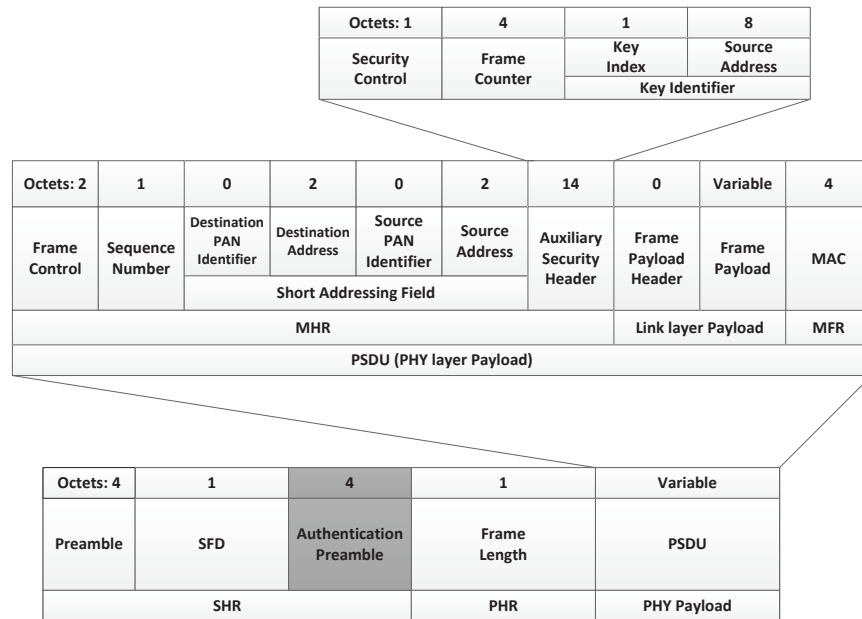 Octets: 1 4 1 8
Security Control Frame Counter Key Index Source Address
Key Identifier
Octets: 2 1 0 2 0 2 14 0 Variable 4
Frame Control Sequence Number Destination PAN Identifier Destination Address Source PAN Identifier Source Address Auxiliary Security Header Frame Payload Header Frame Payload MAC
Short Addressing Field
MHR Link layer Payload MFR
PSDU (PHY layer Payload)
Octets: 4 1 4 1 Variable
Preamble SFD Authentication Preamble Frame Length PSDU
SHR PHR PHY Payload